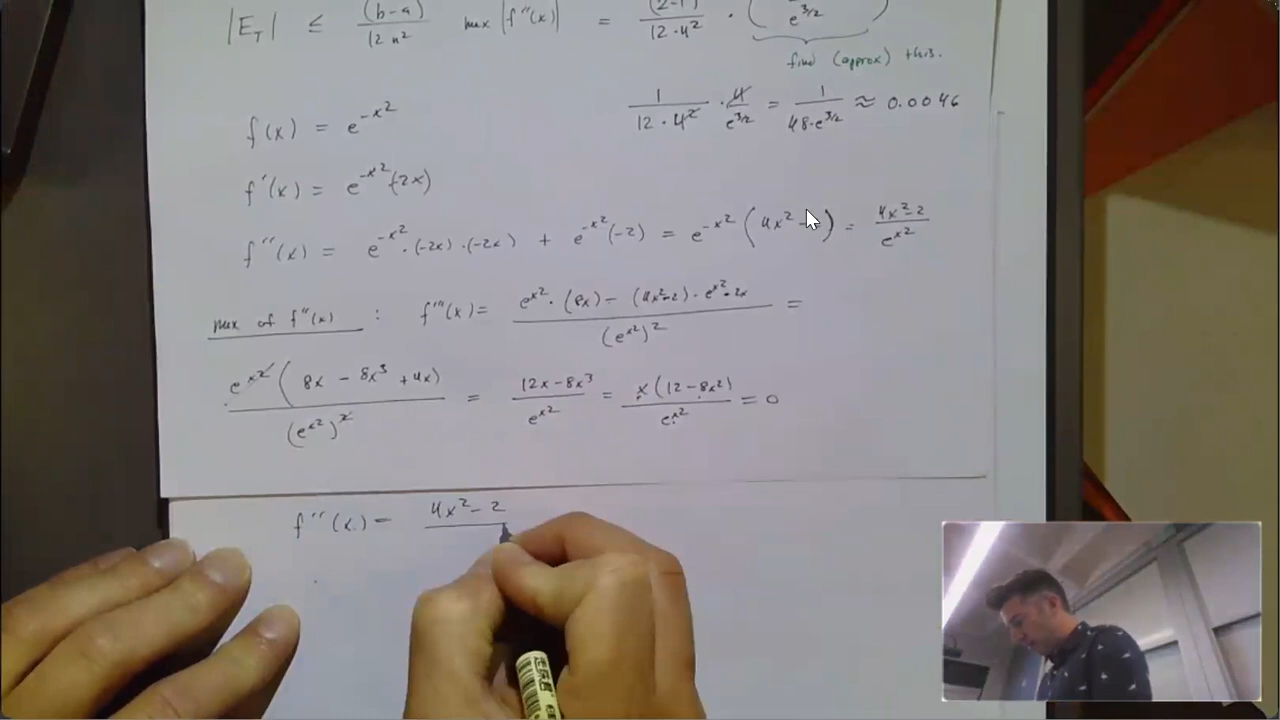 |E_T| ≤ (b-a) / 12 n² max |f''(x)| = (2-1) / 12·4² · ( / e^{3/2} )
find (approx) this.
1 / 12·4² · 4 / e^{3/2} = 1 / 48·e^{3/2} ≈ 0.0046
f(x) = e^{-x²}
f'(x) = e^{-x²}(-2x)
f''(x) = e^{-x²}·(-2x)·(-2x) + e^{-x²}(-2) = e^{-x²}(4x² - ) = 4x²-2 / e^{x²}
max of f''(x) : f'''(x) = e^{x²}·(8x) - (4x²-2)·e^{x²}·2x / (e^{x²})² =
e^{x²}(8x - 8x³ + 4x) / (e^{x²})² = 12x-8x³ / e^{x²} = x(12-8x²) / e^{x²} = 0
f''(x) = 4x²-2